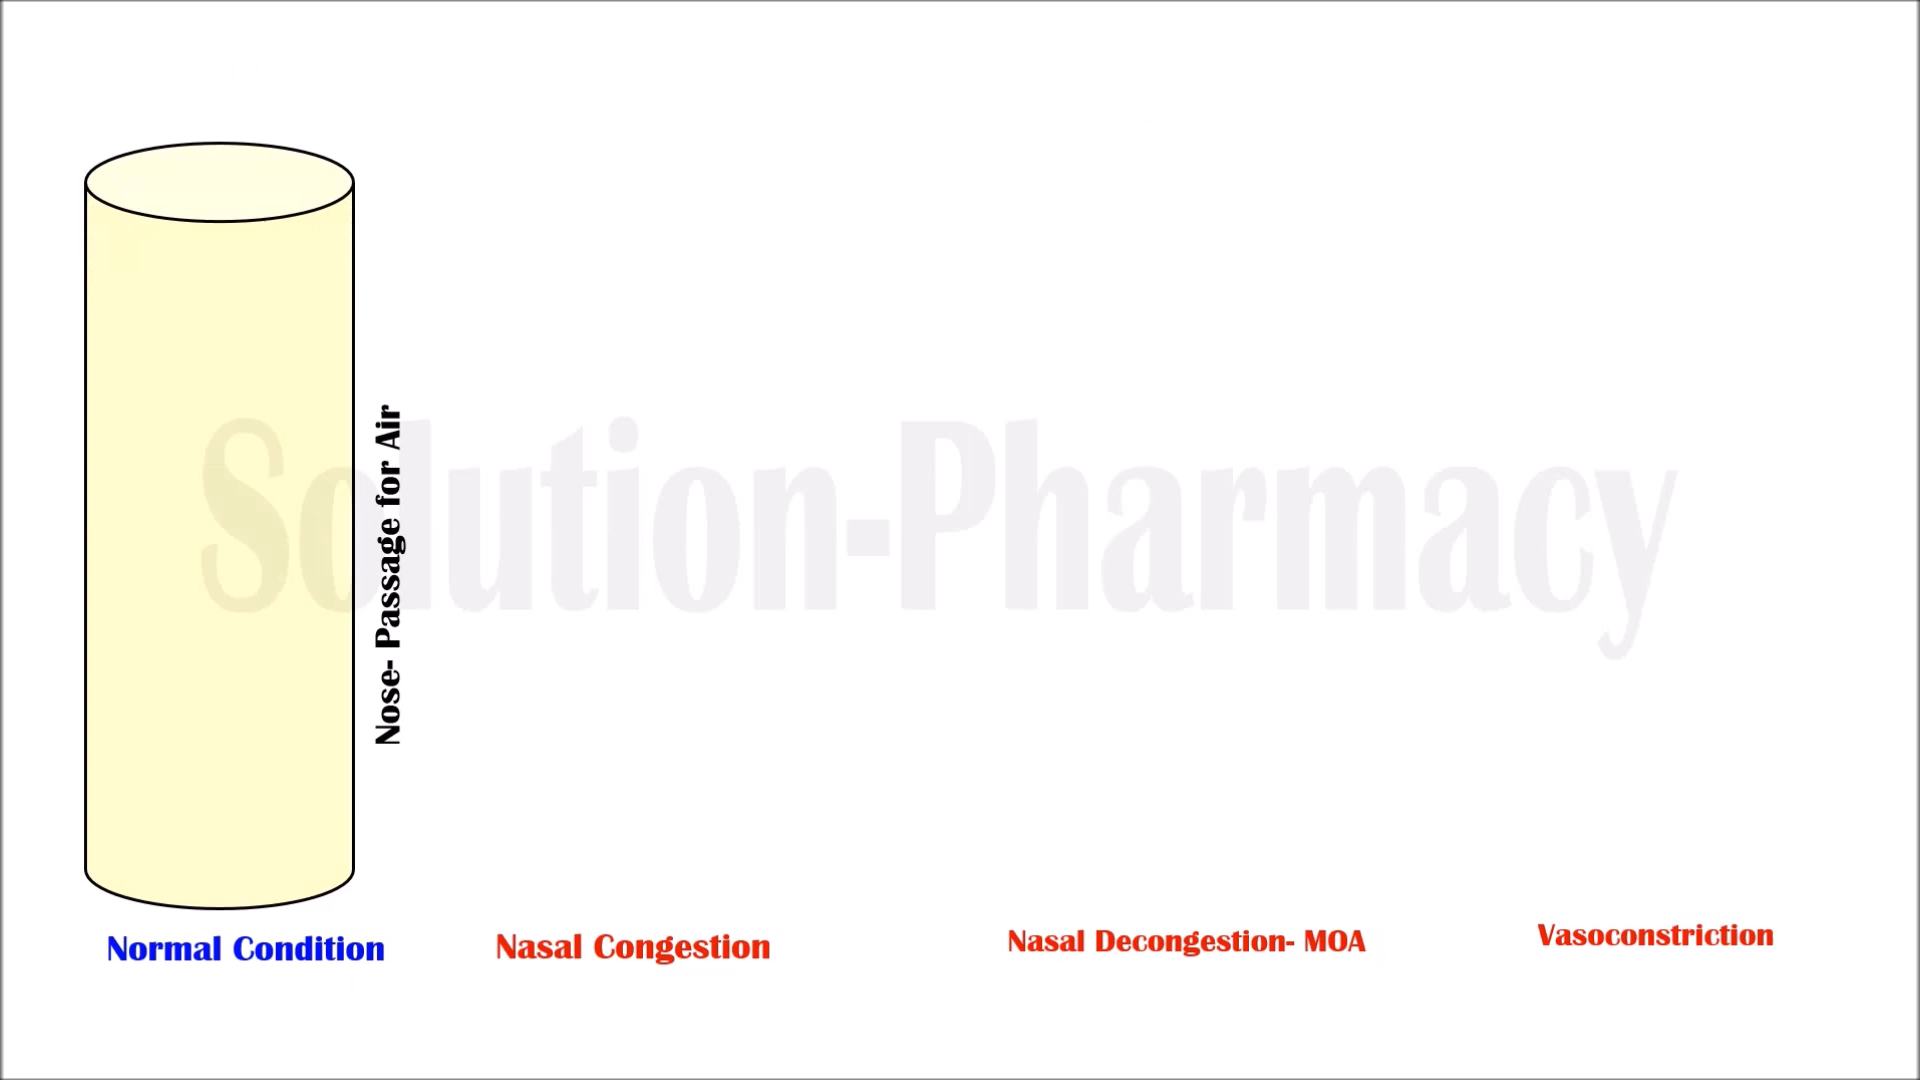 Nose- Passage for Air
Solution-Pharmacy
Normal Condition
Nasal Congestion
Nasal Decongestion- MOA
Vasoconstriction